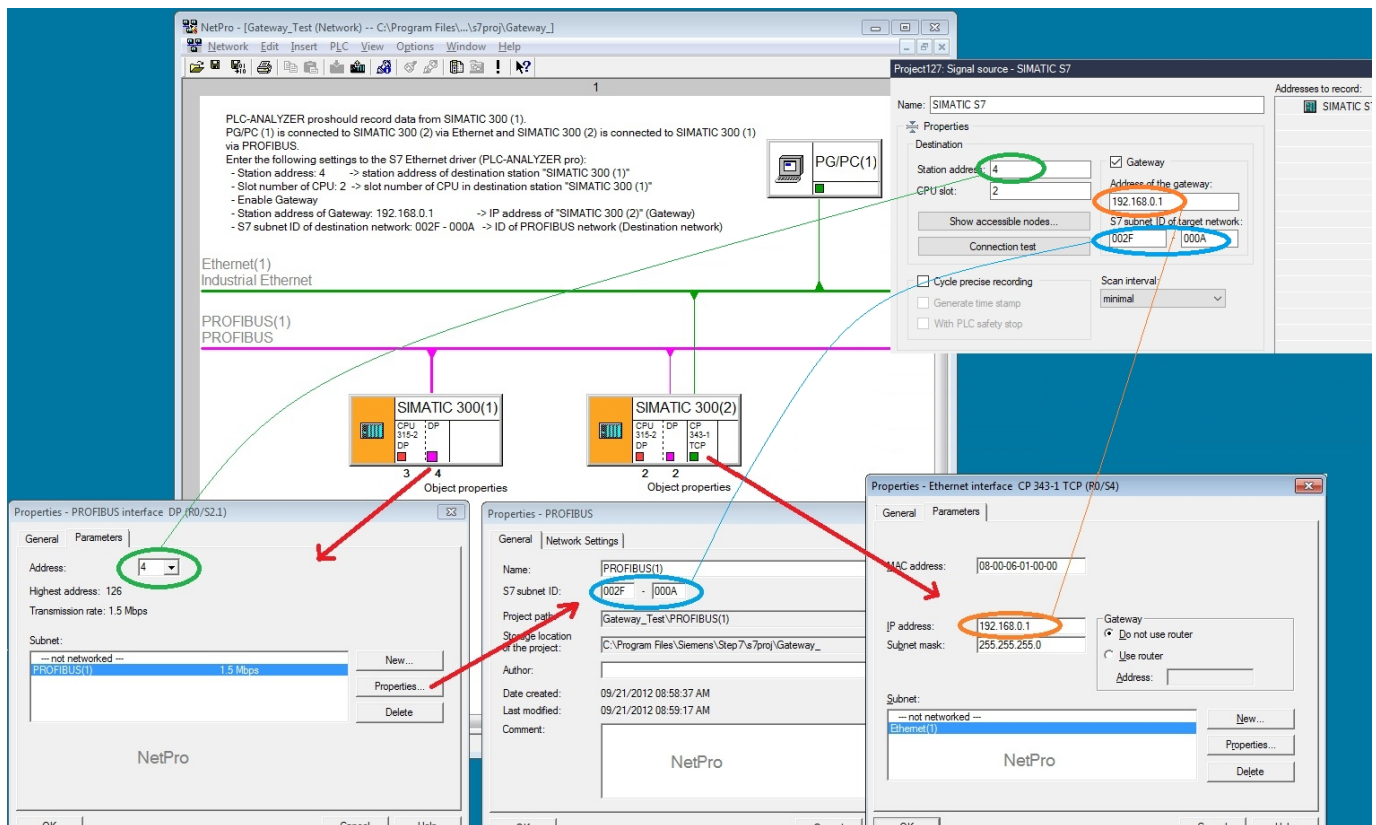 NetPro - [Gateway_Test (Network) -- C:\Program Files\...\s7proj\Gateway_]
Network Edit Insert PLC View Options Window Help
1
PLC-ANALYZER proshould record data from SIMATIC 300 (1).
PG/PC (1) is connected to SIMATIC 300 (2) via Ethernet and SIMATIC 300 (2) is connected to SIMATIC 300 (1)
via PROFIBUS.
Enter the following settings to the S7 Ethernet driver (PLC-ANALYZER pro):
- Station address: 4 -> station address of destination station "SIMATIC 300 (1)"
- Slot number of CPU: 2 -> slot number of CPU in destination station "SIMATIC 300 (1)"
- Enable Gateway
- Station address of Gateway: 192.168.0.1 -> IP address of "SIMATIC 300 (2)" (Gateway)
- S7 subnet ID of destination network: 002F - 000A -> ID of PROFIBUS network (Destination network)
PG/PC(1)
Ethernet(1)
Industrial Ethernet
PROFIBUS(1)
PROFIBUS
SIMATIC 300(1)
CPU 315-2 DP
DP
3 4
Object properties
SIMATIC 300(2)
CPU 315-2 DP
DP
CP 343-1 TCP
2 2
Object properties
Project127: Signal source - SIMATIC S7
Addresses to record:
SIMATIC S7
Name: SIMATIC S7
Properties
Destination
Station address: 4
CPU slot: 2
Gateway
Address of the gateway:
192.168.0.1
Show accessible nodes...
S7 subnet ID of target network:
002F - 000A
Connection test
Cycle precise recording
Scan interval:
Generate time stamp
minimal
With PLC safety stop
Properties - PROFIBUS interface DP (R0/S2.1)
General Parameters
Address: 4
Highest address: 126
Transmission rate: 1.5 Mbps
Subnet:
--- not networked ---
PROFIBUS(1) 1.5 Mbps
New...
Properties...
Delete
NetPro
OK Cancel Help
Properties - PROFIBUS
General Network Settings
Name: PROFIBUS(1)
S7 subnet ID: 002F - 000A
Project path: Gateway_Test\PROFIBUS(1)
Storage location
of the project: C:\Program Files\Siemens\Step7\s7proj\Gateway_
Author:
Date created: 09/21/2012 08:58:37 AM
Last modified: 09/21/2012 08:59:17 AM
Comment:
NetPro
OK Cancel
Properties - Ethernet interface CP 343-1 TCP (R0/S4)
General Parameters
MAC address: 08-00-06-01-00-00
IP address: 192.168.0.1
Subnet mask: 255.255.255.0
Gateway
Do not use router
Use router
Address:
Subnet:
--- not networked ---
Ethernet(1)
New...
Properties...
Delete
NetPro
OK Cancel Help